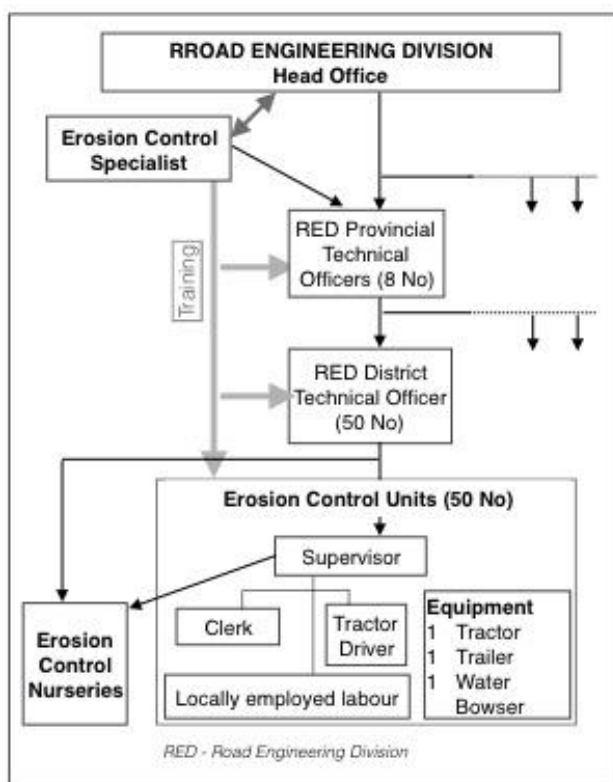 RROAD ENGINEERING DIVISION
Head Office
Erosion Control
Specialist
Training
RED Provincial
Technical
Officers (8 No)
RED District
Technical Officer
(50 No)
Erosion Control Units (50 No)
Supervisor
Clerk
Tractor
Driver
Locally employed labour
Equipment
1 Tractor
1 Trailer
1 Water
Bowser
Erosion
Control
Nurseries
RED - Road Engineering Division